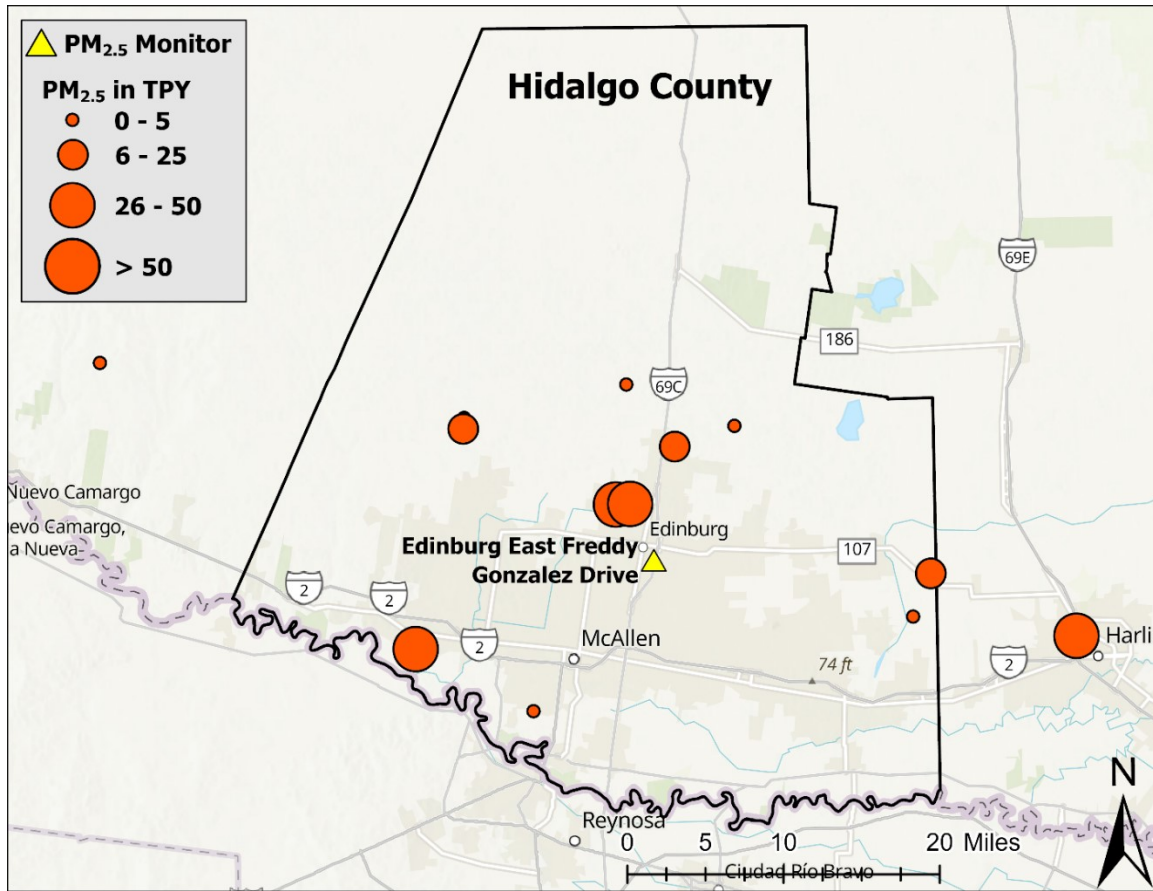 PM2.5 Monitor
PM2.5 in TPY
0 - 5
6 - 25
26 - 50
> 50
Hidalgo County
69E
186
69C
Nuevo Camargo
evo Camargo,
a Nueva
Edinburg
Edinburg East Freddy
Gonzalez Drive
107
2
2
2
McAllen
74 ft
2
Harli
N
Reynosa
0 5 10 20 Miles
Ciudad Río Bravo